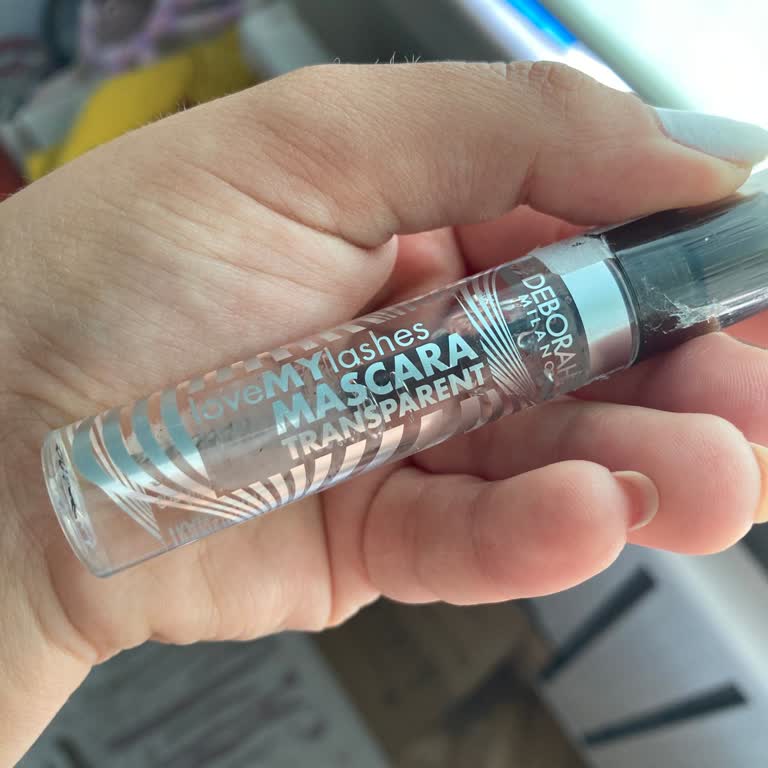 loveMYlashes
MASCARA
TRANSPARENT
DEBORAH
MILANO